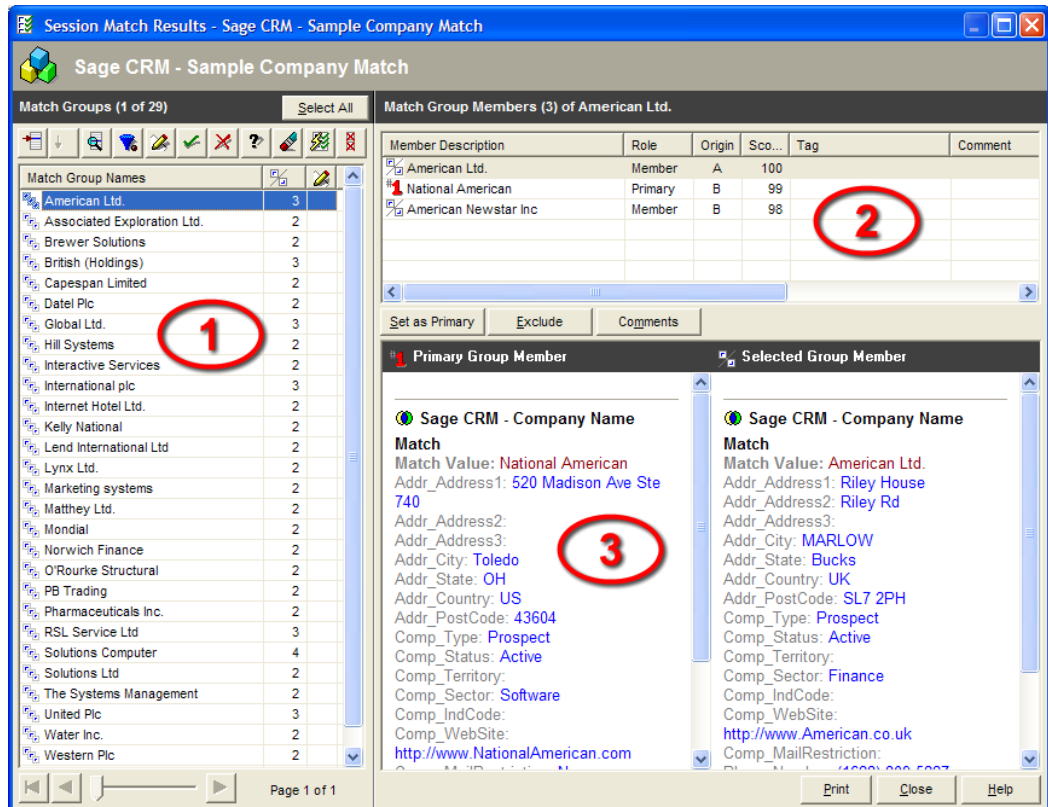 Session Match Results - Sage CRM - Sample Company Match
Sage CRM - Sample Company Match
Match Groups (1 of 29)
Select All
Match Group Names
American Ltd. 3
Associated Exploration Ltd. 2
Brewer Solutions 2
British (Holdings) 3
Capespan Limited 2
Datel Plc 2
Global Ltd. 3
Hill Systems 2
Interactive Services 2
International plc 3
Internet Hotel Ltd. 2
Kelly National 2
Lend International Ltd 2
Lynx Ltd. 2
Marketing systems 2
Matthey Ltd. 2
Mondial 2
Norwich Finance 2
O'Rourke Structural 2
PB Trading 2
Pharmaceuticals Inc. 2
RSL Service Ltd 3
Solutions Computer 4
Solutions Ltd 2
The Systems Management 2
United Plc 3
Water Inc. 2
Western Plc 2
1
Page 1 of 1
Match Group Members (3) of American Ltd.
Member Description Role Origin Sco... Tag Comment
American Ltd. Member A 100
#1 National American Primary B 99
American Newstar Inc Member B 98
2
Set as Primary Exclude Comments
#1 Primary Group Member
Sage CRM - Company Name
Match
Match Value: National American
Addr_Address1: 520 Madison Ave Ste
740
Addr_Address2:
Addr_Address3:
Addr_City: Toledo
Addr_State: OH
Addr_Country: US
Addr_PostCode: 43604
Comp_Type: Prospect
Comp_Status: Active
Comp_Territory:
Comp_Sector: Software
Comp_IndCode:
Comp_WebSite:
http://www.NationalAmerican.com
3
Selected Group Member
Sage CRM - Company Name
Match
Match Value: American Ltd.
Addr_Address1: Riley House
Addr_Address2: Riley Rd
Addr_Address3:
Addr_City: MARLOW
Addr_State: Bucks
Addr_Country: UK
Addr_PostCode: SL7 2PH
Comp_Type: Prospect
Comp_Status: Active
Comp_Territory:
Comp_Sector: Finance
Comp_IndCode:
Comp_WebSite:
http://www.American.co.uk
Comp_MailRestriction:
Print Close Help